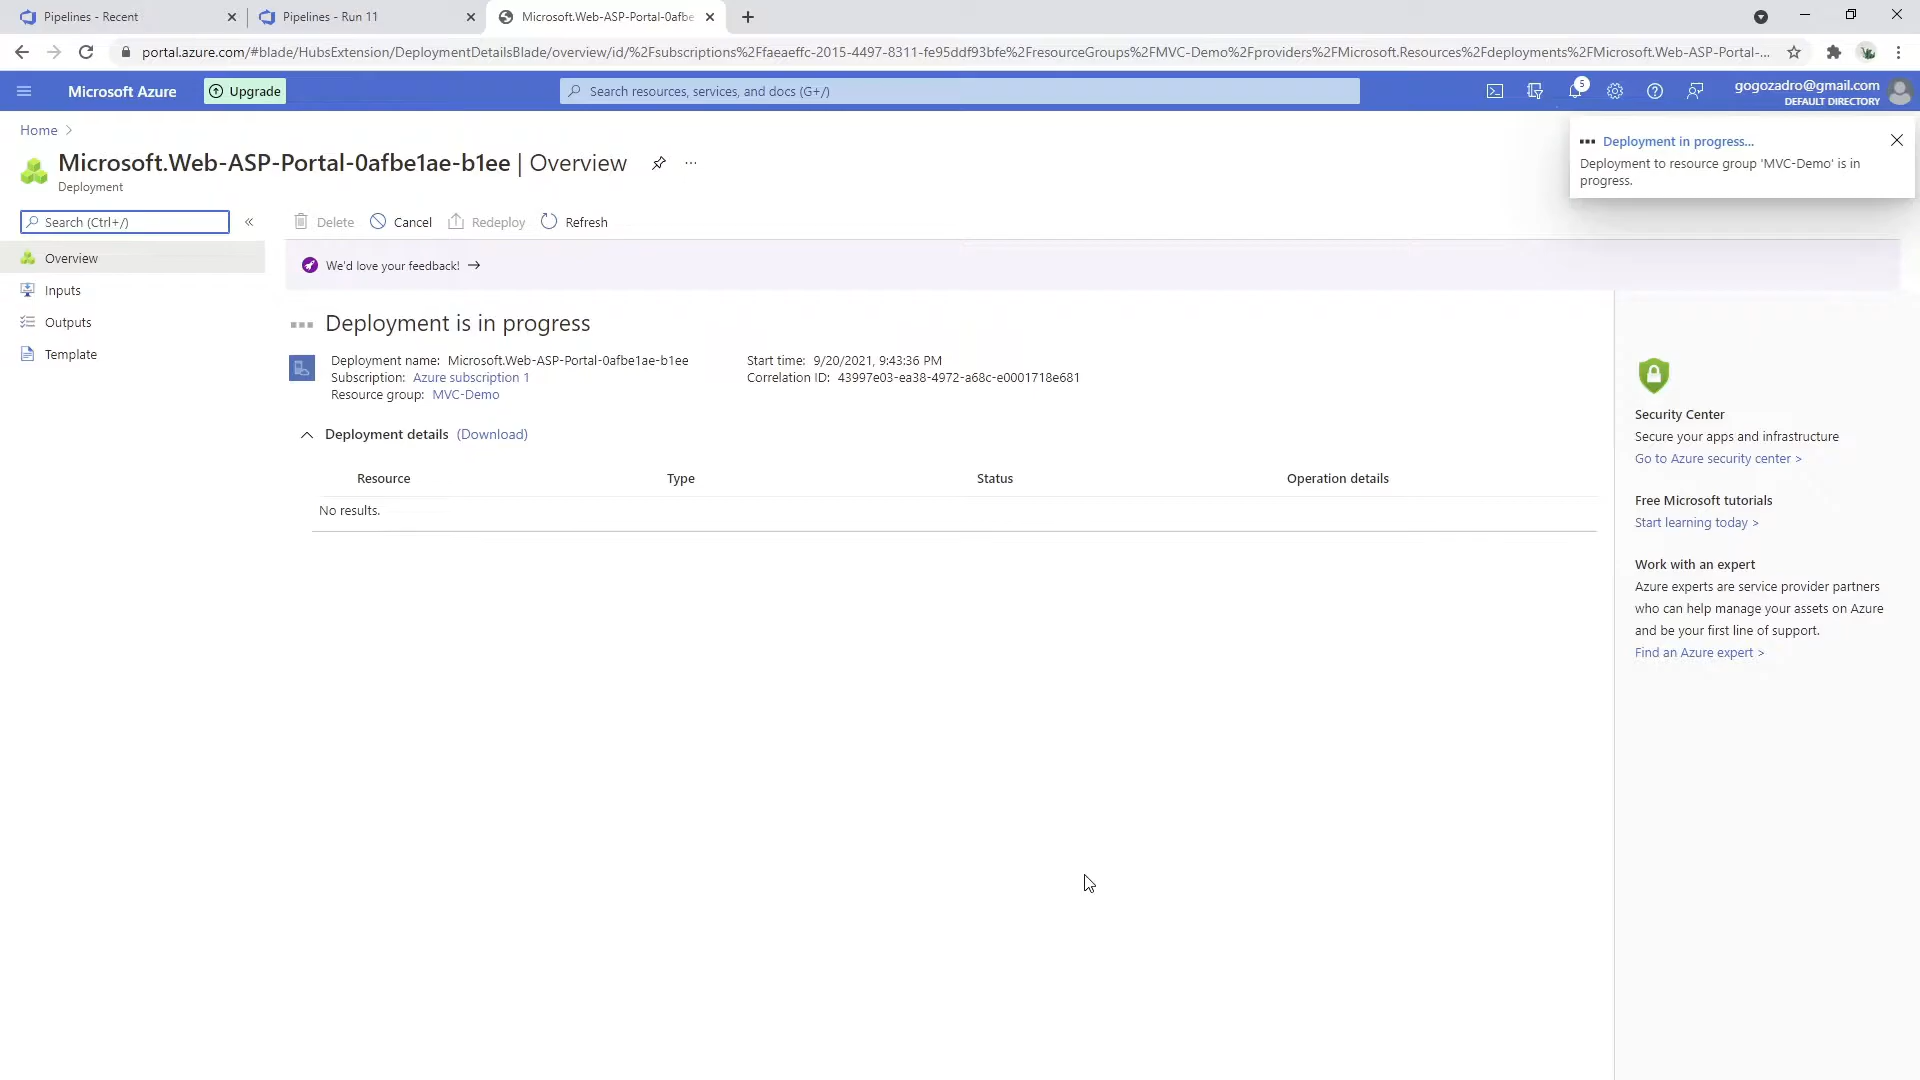 Pipelines - Recent
Pipelines - Run 11
Microsoft.Web-ASP-Portal-0afbe
portal.azure.com/#blade/HubsExtension/DeploymentDetailsBlade/overview/id/%2Fsubscriptions%2Ffaeaeffc-2015-4497-8311-fe95ddf93bfe%2FresourceGroups%2FMVC-Demo%2Fproviders%2FMicrosoft.Resources%2Fdeployments%2FMicrosoft.Web-ASP-Portal-...
Microsoft Azure
Upgrade
Search resources, services, and docs (G+/)
5
gogozadro@gmail.com
DEFAULT DIRECTORY
Home
Deployment in progress...
Deployment to resource group 'MVC-Demo' is in
progress.
Microsoft.Web-ASP-Portal-0afbe1ae-b1ee | Overview
Deployment
Search (Ctrl+/)
Delete
Cancel
Redeploy
Refresh
Overview
Inputs
Outputs
Template
We'd love your feedback! →
Deployment is in progress
Deployment name: Microsoft.Web-ASP-Portal-0afbe1ae-b1ee
Subscription: Azure subscription 1
Resource group: MVC-Demo
Start time: 9/20/2021, 9:43:36 PM
Correlation ID: 43997e03-ea38-4972-a68c-e0001718e681
Deployment details (Download)
Resource Type Status Operation details
No results.
Security Center
Secure your apps and infrastructure
Go to Azure security center >
Free Microsoft tutorials
Start learning today >
Work with an expert
Azure experts are service provider partners
who can help manage your assets on Azure
and be your first line of support.
Find an Azure expert >